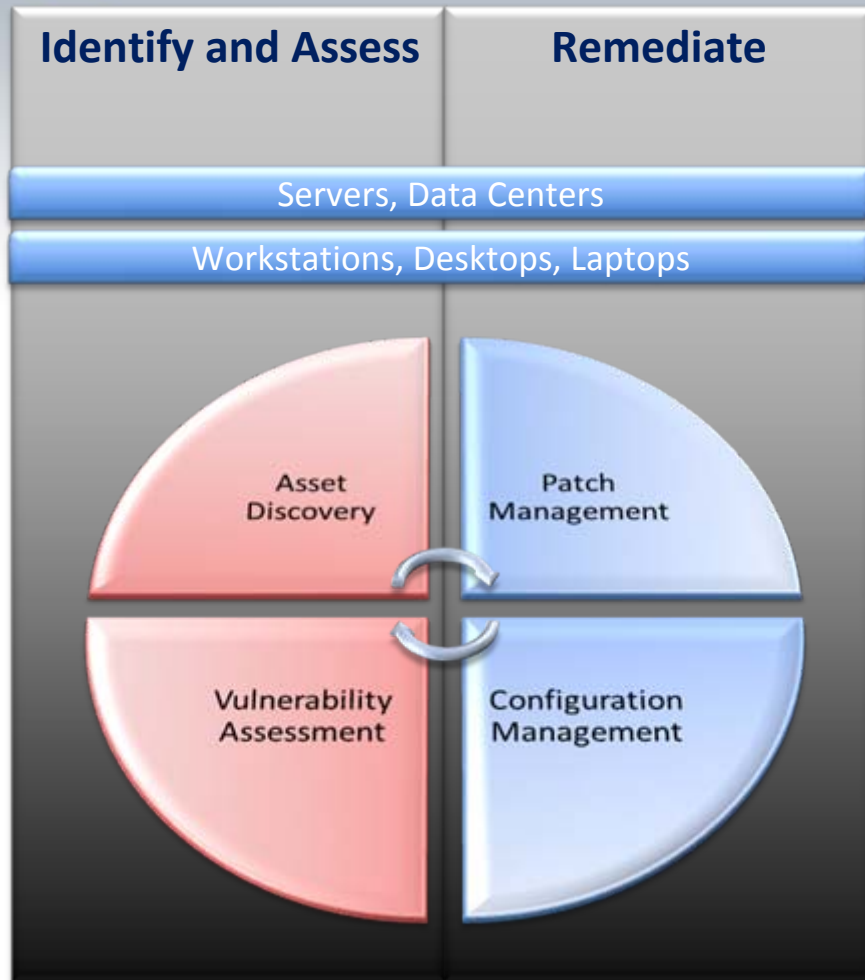 Identify and Assess
Remediate
Servers, Data Centers
Workstations, Desktops, Laptops
Asset
Discovery
Patch
Management
Vulnerability
Assessment
Configuration
Management